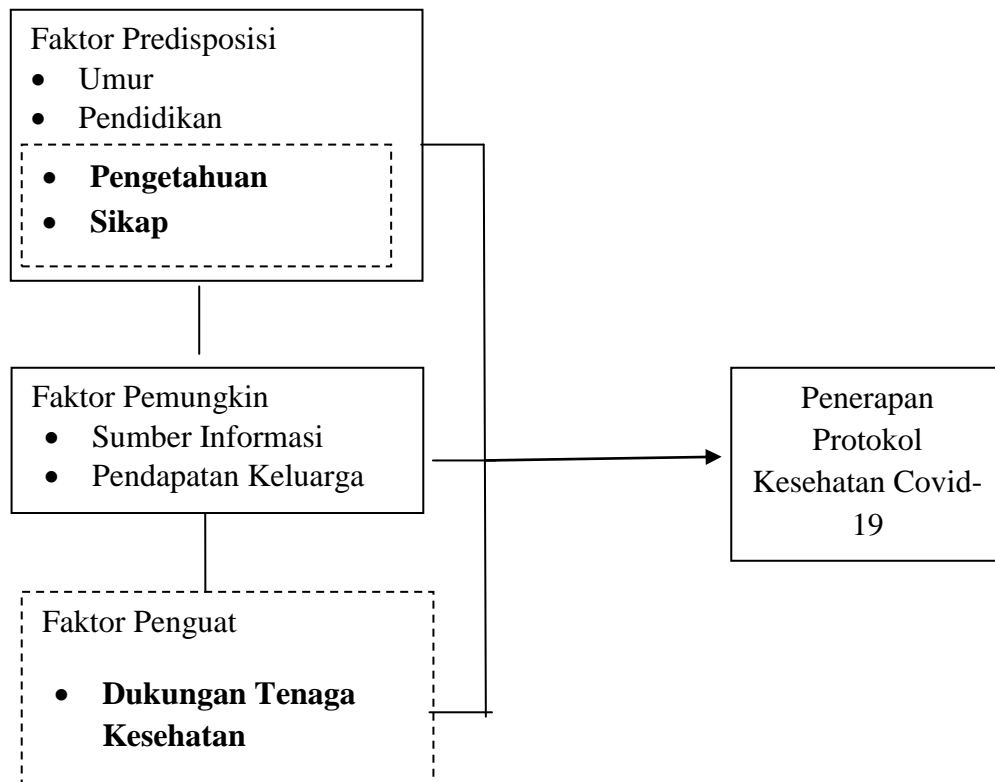 Faktor Predisposisi
• Umur
• Pendidikan
• Pengetahuan
• Sikap
Faktor Pemungkin
• Sumber Informasi
• Pendapatan Keluarga
Faktor Penguat
• Dukungan Tenaga
Kesehatan
Penerapan
Protokol
Kesehatan Covid-
19